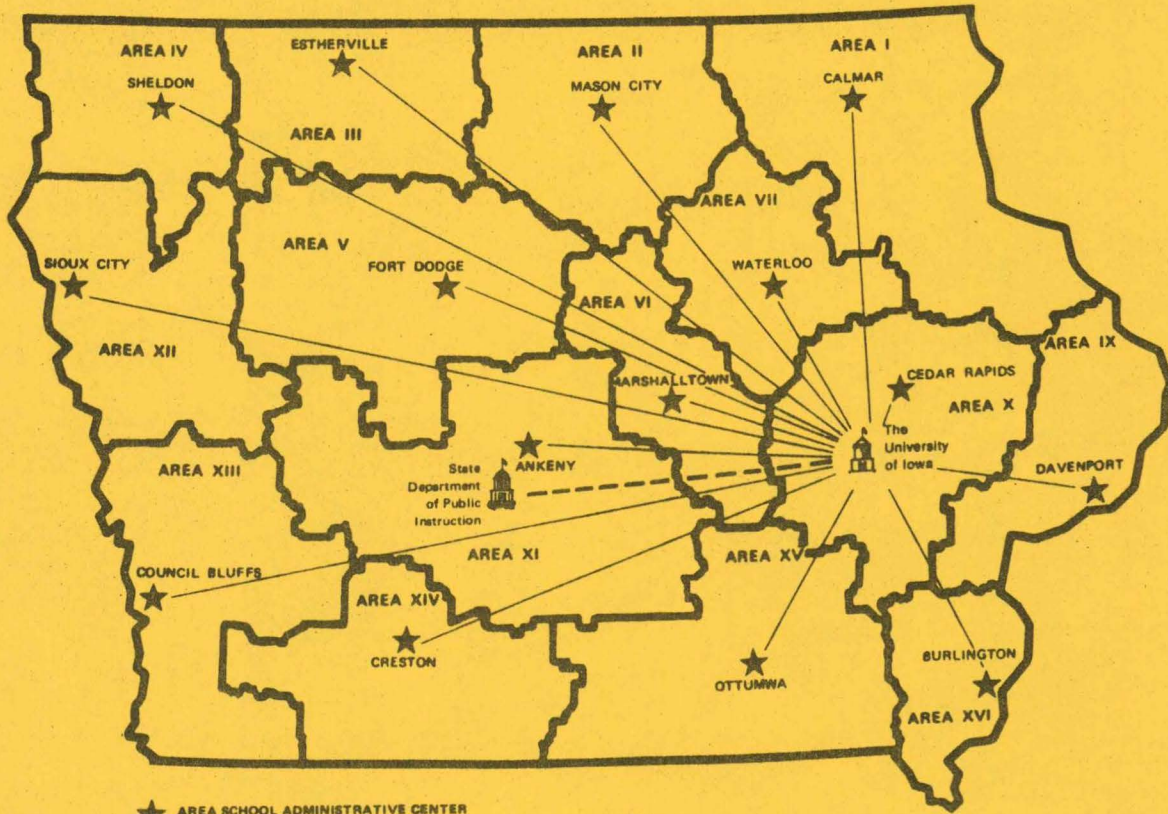 AREA IV
ESTHERVILLE
AREA II
AREA I
SHELDON
MASON CITY
CALMAR
AREA III
AREA VII
AREA V
SIOUX CITY
FORT DODGE
WATERLOO
AREA VI
AREA XII
AREA IX
MARSHALLTOWN
CEDAR RAPIDS
AREA X
The
University
of Iowa
AREA XIII
ANKENY
State
Department
of Public
Instruction
DAVENPORT
AREA XI
AREA XV
COUNCIL BLUFFS
AREA XIV
CRESTON
OTTUMWA
BURLINGTON
AREA XVI
AREA SCHOOL ADMINISTRATIVE CENTER